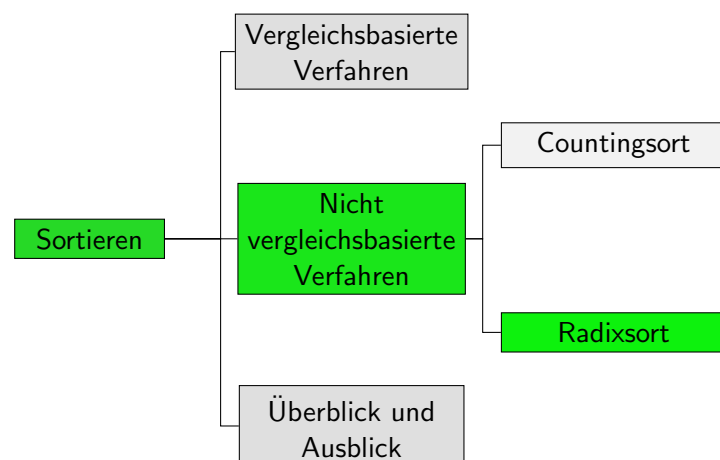 Vergleichsbasierte
Verfahren
Countingsort
Sortieren
Nicht
vergleichsbasierte
Verfahren
Radixsort
Überblick und
Ausblick